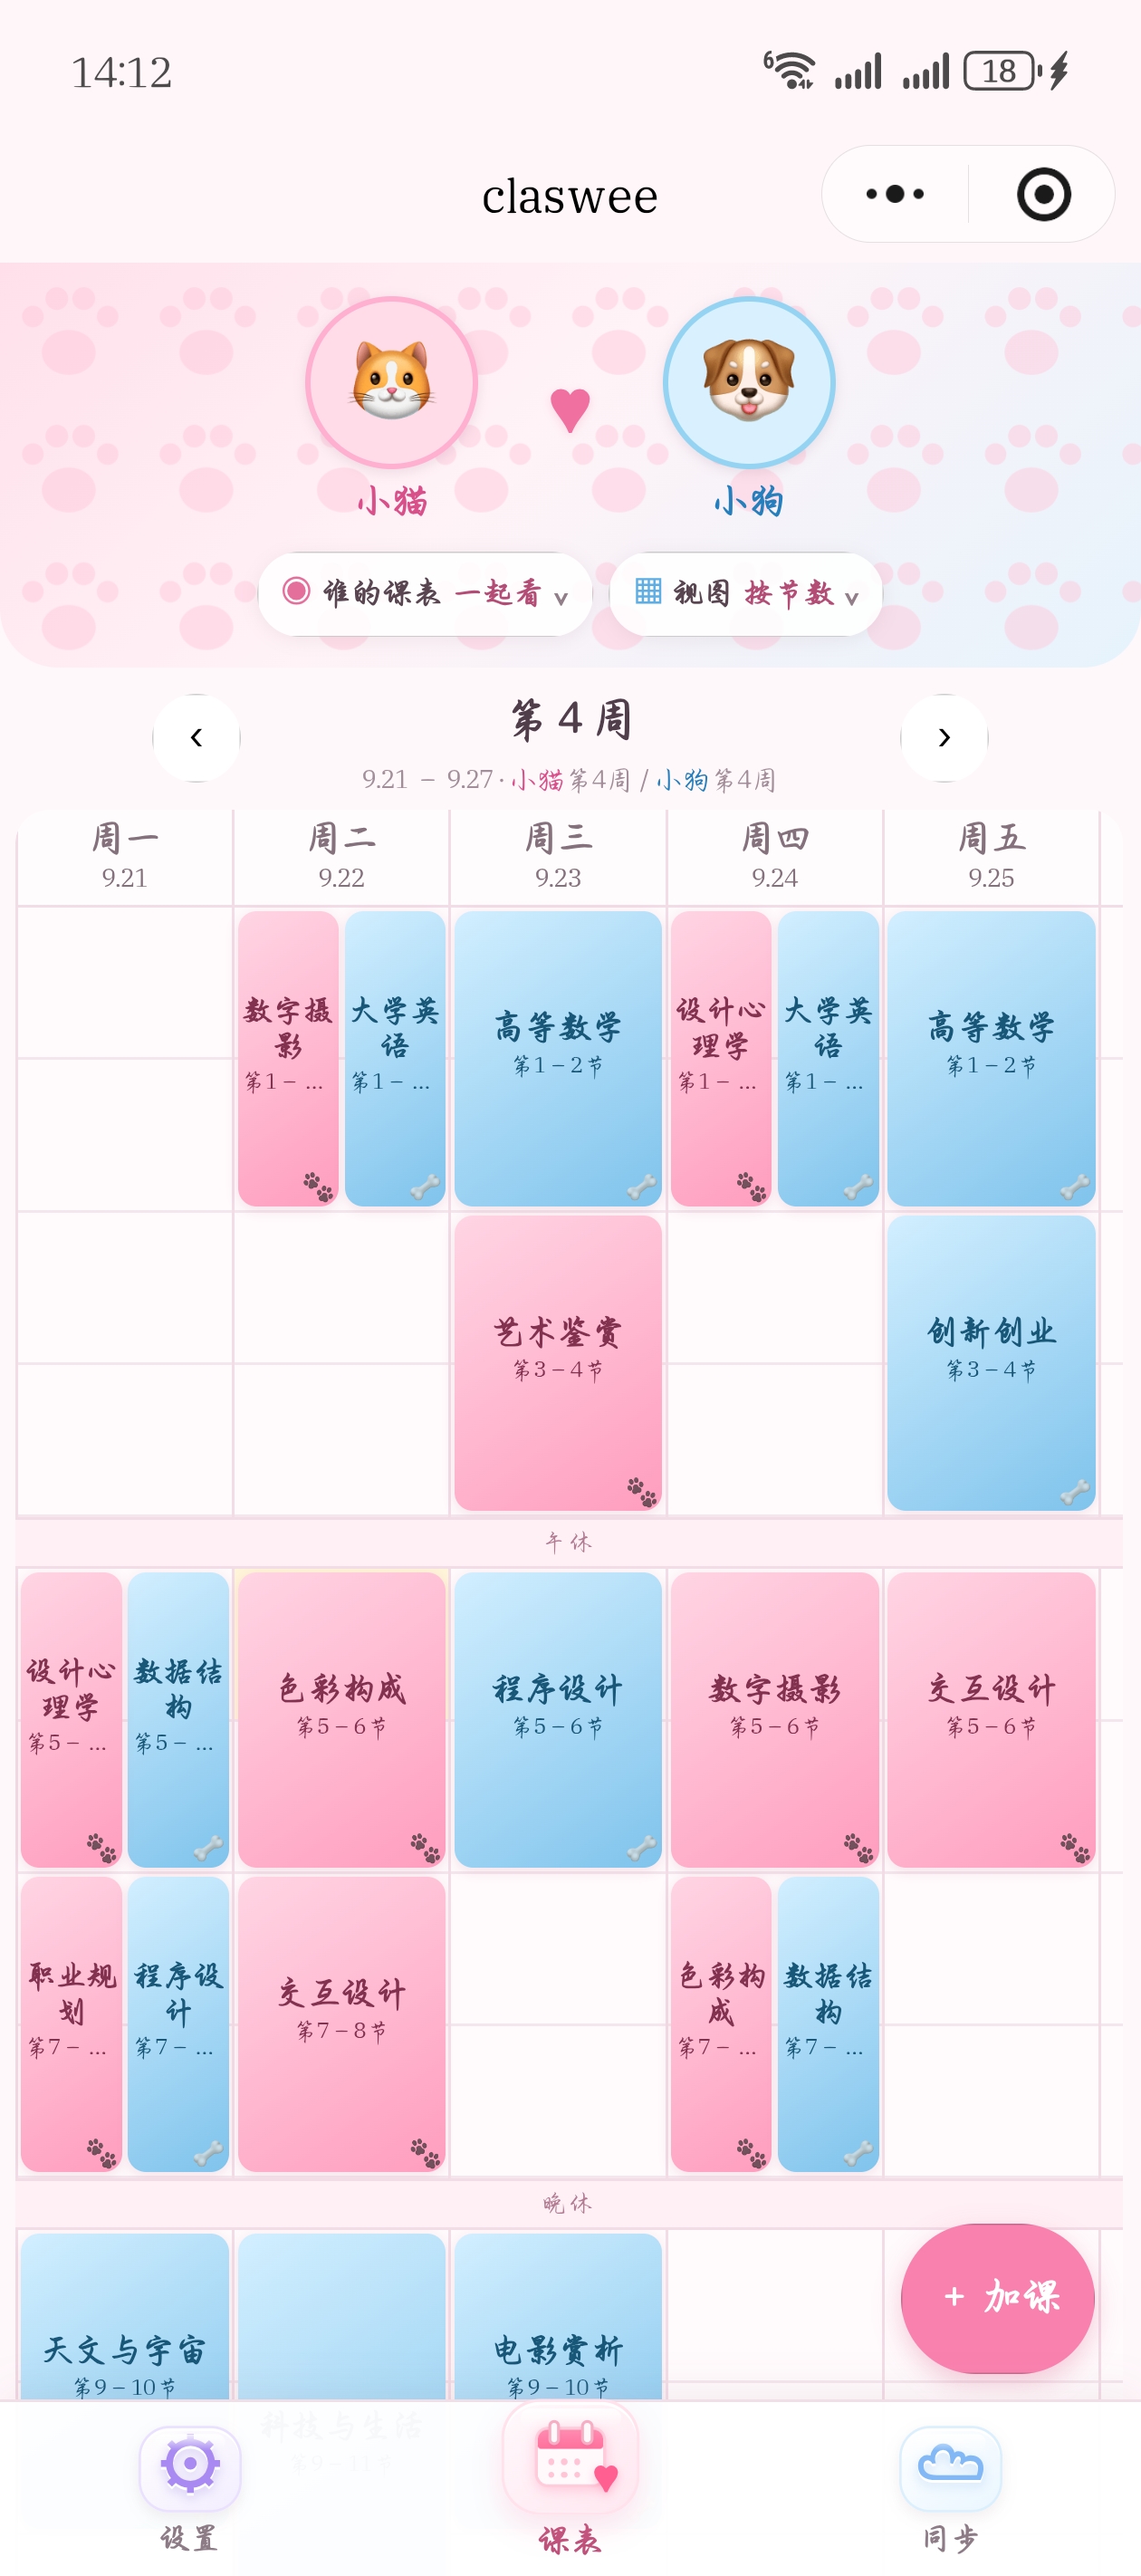 14:12
6
18
claswee
小猫
小狗
谁的课表 一起看
视图 按节数
第 4 周
9.21 – 9.27 · 小猫第4周 / 小狗第4周
周一 周二 周三 周四 周五
9.21 9.22 9.23 9.24 9.25
数字摄影
第1– ...
大学英语
第1– ...
高等数学
第1–2节
设计心理学
第1– ...
大学英语
第1– ...
高等数学
第1–2节
艺术鉴赏
第3–4节
创新创业
第3–4节
午休
设计心理学
第5– ...
数据结构
第5– ...
色彩构成
第5–6节
程序设计
第5–6节
数字摄影
第5–6节
交互设计
第5–6节
职业规划
第7– ...
程序设计
第7– ...
交互设计
第7–8节
色彩构成
第7– ...
数据结构
第7– ...
晚休
天文与宇宙
第9–10节
科技与生活
第9–11节
电影赏析
第9–10节
+ 加课
设置
课表
同步